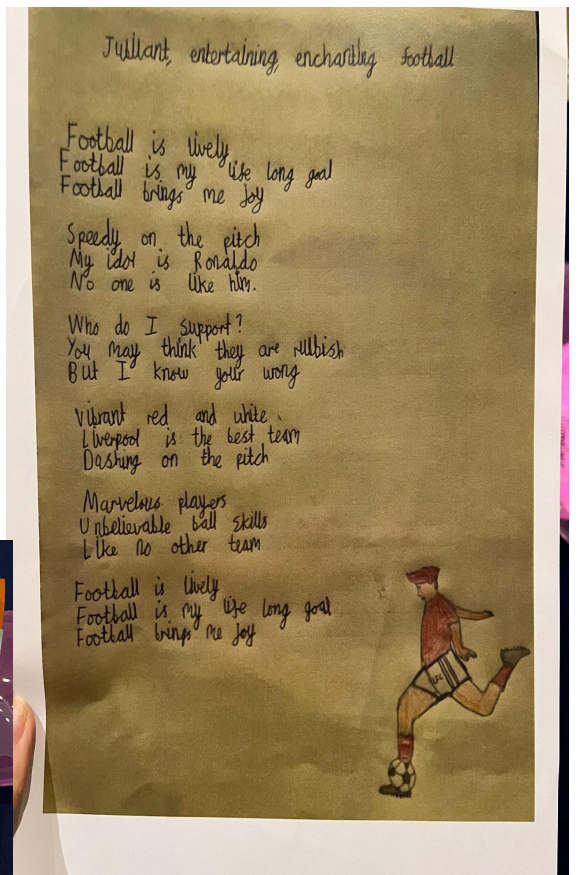 Jubilant, entertaining, enchanting football
Football is lively
Football is my life long goal
Football brings me joy
Speedy on the pitch
My idol is Ronaldo
No one is like him.
Who do I support?
You may think they are rubbish
But I know your wong
Vibrant red and white
Liverpool is the best team
Dashing on the pitch
Marvelous players
Unbelievable ball skills
Like no other team
Football is lively
Football is my life long goal
Football brings me joy
LFC